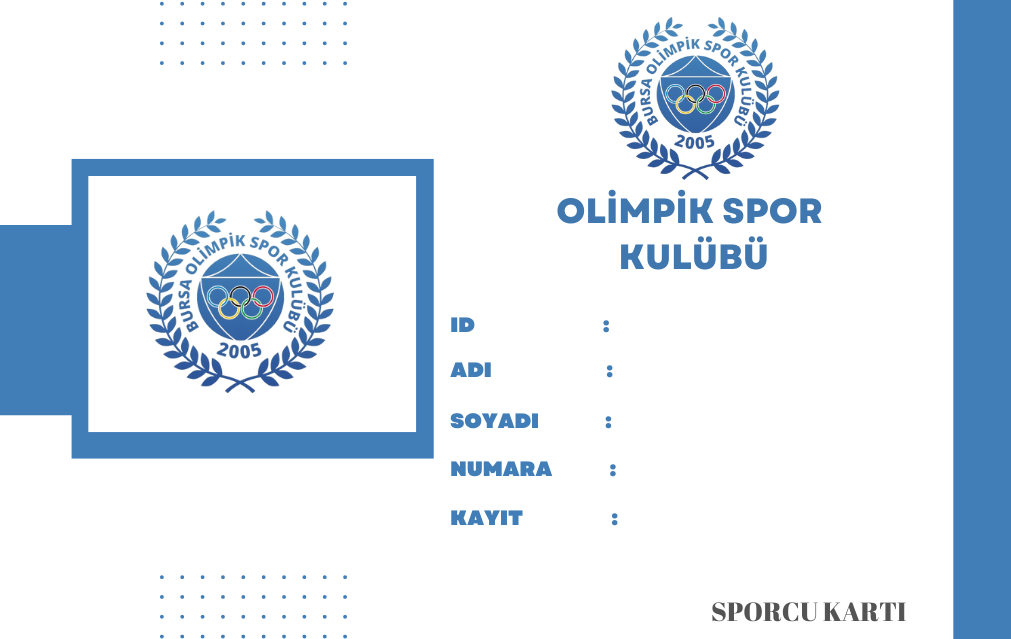 BURSA OLİMPİK SPOR KULÜBÜ
2005
OLİMPİK SPOR
KULÜBÜ
BURSA OLİMPİK SPOR KULÜBÜ
2005
ID :
ADI :
SOYADI :
NUMARA :
KAYIT :
SPORCU KARTI